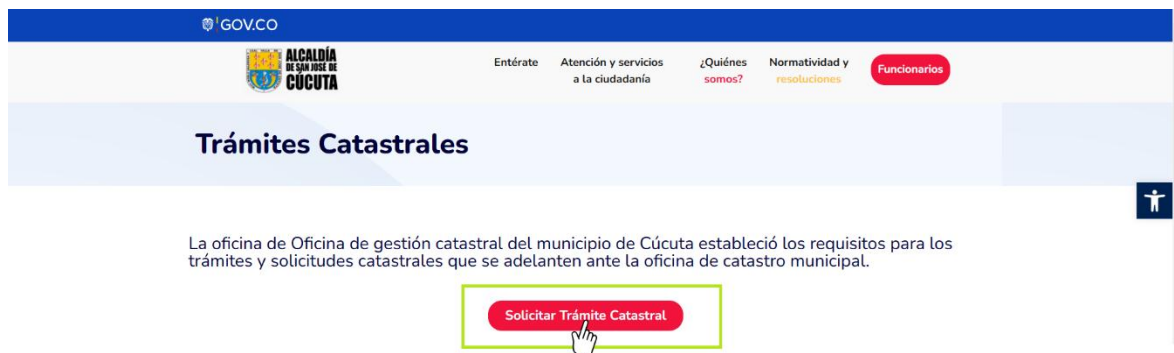 GOV.CO
ALCALDÍA
DE SAN JOSÉ DE
CÚCUTA
Entérate
Atención y servicios
a la ciudadanía
¿Quiénes
somos?
Normatividad y
resoluciones
Funcionarios
Trámites Catastrales
La oficina de Oficina de gestión catastral del municipio de Cúcuta estableció los requisitos para los
trámites y solicitudes catastrales que se adelanten ante la oficina de catastro municipal.
Solicitar Trámite Catastral